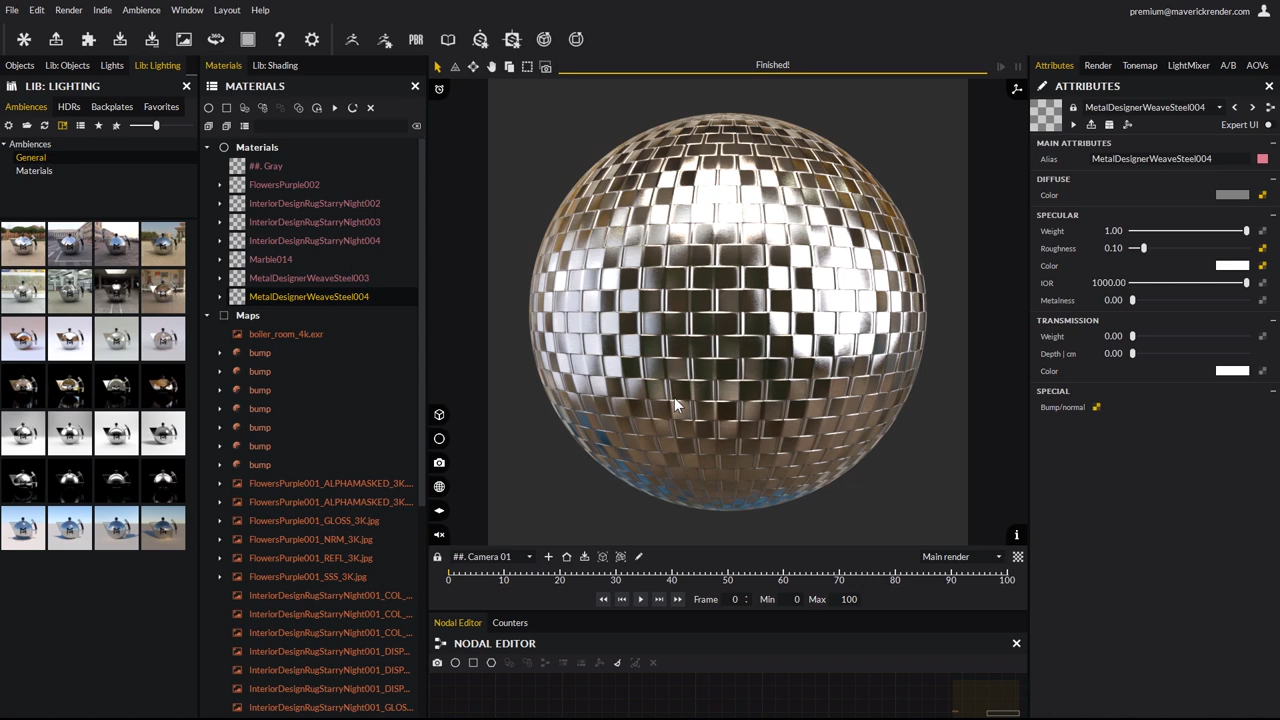 File Edit Render Indie Ambience Window Layout Help
premium@maverickrender.com
PBR
Objects Lib: Objects Lights Lib: Lighting
LIB: LIGHTING
Ambiences HDRs Backplates Favorites
Ambiences
General
Materials
Materials Lib: Shading
MATERIALS
Materials
##. Gray
FlowersPurple002
InteriorDesignRugStarryNight002
InteriorDesignRugStarryNight003
InteriorDesignRugStarryNight004
Marble014
MetalDesignerWeaveSteel003
MetalDesignerWeaveSteel004
Maps
boiler_room_4k.exr
bump
bump
bump
bump
bump
bump
bump
FlowersPurple001_ALPHAMASKED_3K....
FlowersPurple001_ALPHAMASKED_3K....
FlowersPurple001_GLOSS_3K.jpg
FlowersPurple001_NRM_3K.jpg
FlowersPurple001_REFL_3K.jpg
FlowersPurple001_SSS_3K.jpg
InteriorDesignRugStarryNight001_COL_...
InteriorDesignRugStarryNight001_COL_...
InteriorDesignRugStarryNight001_COL_...
InteriorDesignRugStarryNight001_DISP...
InteriorDesignRugStarryNight001_DISP...
InteriorDesignRugStarryNight001_DISP...
InteriorDesignRugStarryNight001_GLOS...
Finished!
##. Camera 01
Main render
0 10 20 30 40 50 60 70 80 90 100
Frame 0 Min 0 Max 100
Nodal Editor Counters
NODAL EDITOR
Attributes Render Tonemap LightMixer A/B AOVs
ATTRIBUTES
MetalDesignerWeaveSteel004
Expert UI
MAIN ATTRIBUTES
Alias MetalDesignerWeaveSteel004
DIFFUSE
Color
SPECULAR
Weight 1.00
Roughness 0.10
Color
IOR 1000.00
Metalness 0.00
TRANSMISSION
Weight 0.00
Depth | cm 0.00
Color
SPECIAL
Bump/normal